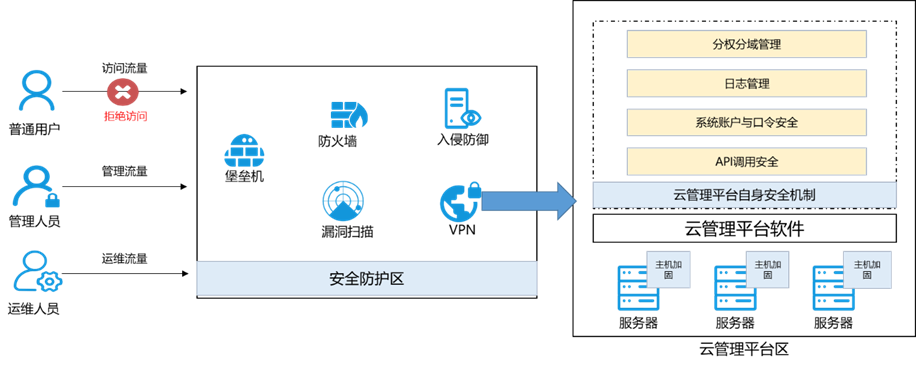 访问流量
拒绝访问
普通用户
管理流量
管理人员
运维流量
运维人员
堡垒机
防火墙
入侵防御
漏洞扫描
VPN
安全防护区
分权分域管理
日志管理
系统账户与口令安全
API调用安全
云管理平台自身安全机制
云管理平台软件
主机加
固
主机加
固
主机加
固
服务器
服务器
服务器
云管理平台区